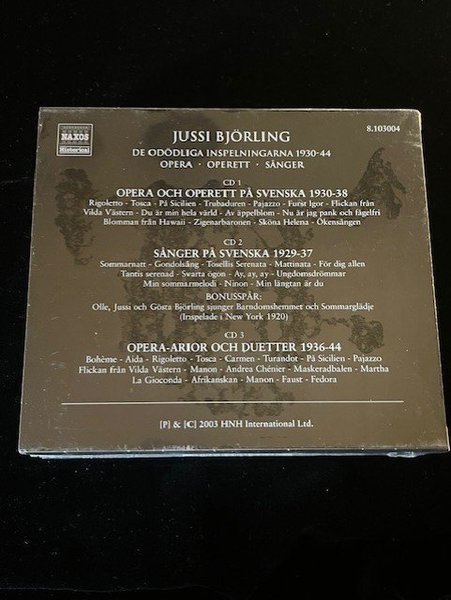 NAXOS
Historical
8.103004
JUSSI BJÖRLING
DE ODÖDLIGA INSPELNINGARNA 1930-44
OPERA · OPERETT · SÅNGER
CD 1
OPERA OCH OPERETT PÅ SVENSKA 1930-38
Rigoletto - Tosca - På Sicilien - Trubaduren - Pajazzo - Furst Igor - Flickan från
Vilda Västern - Du är min hela värld - Av äppelblom - Nu är jag pank och fågelfri
Blomman från Hawaii - Zigenarbaronen - Sköna Helena - Ökensången
CD 2
SÅNGER PÅ SVENSKA 1929-37
Sommarnatt - Gondolsång - Tosellis Serenata - Mattinata - För dig allen
Tantis serenad - Svarta ögon - Ay, ay, ay - Ungdomsdrömmar
Min sommarmelodi - Ninon - Min längtan är du
BONUSSPÅR:
Olle, Jussi och Gösta Björling sjunger Barndomshemmet och Sommarglädje
(Inspelade i New York 1920)
CD 3
OPERA-ARIOR OCH DUETTER 1936-44
Bohème - Aida - Rigoletto - Tosca - Carmen - Turandot - På Sicilien - Pajazzo
Flickan från Vilda Västern - Manon - Andrea Chénier - Maskeradbalen - Martha
La Gioconda - Afrikanskan - Manon - Faust - Fedora
[P] & [C] 2003 HNH International Ltd.